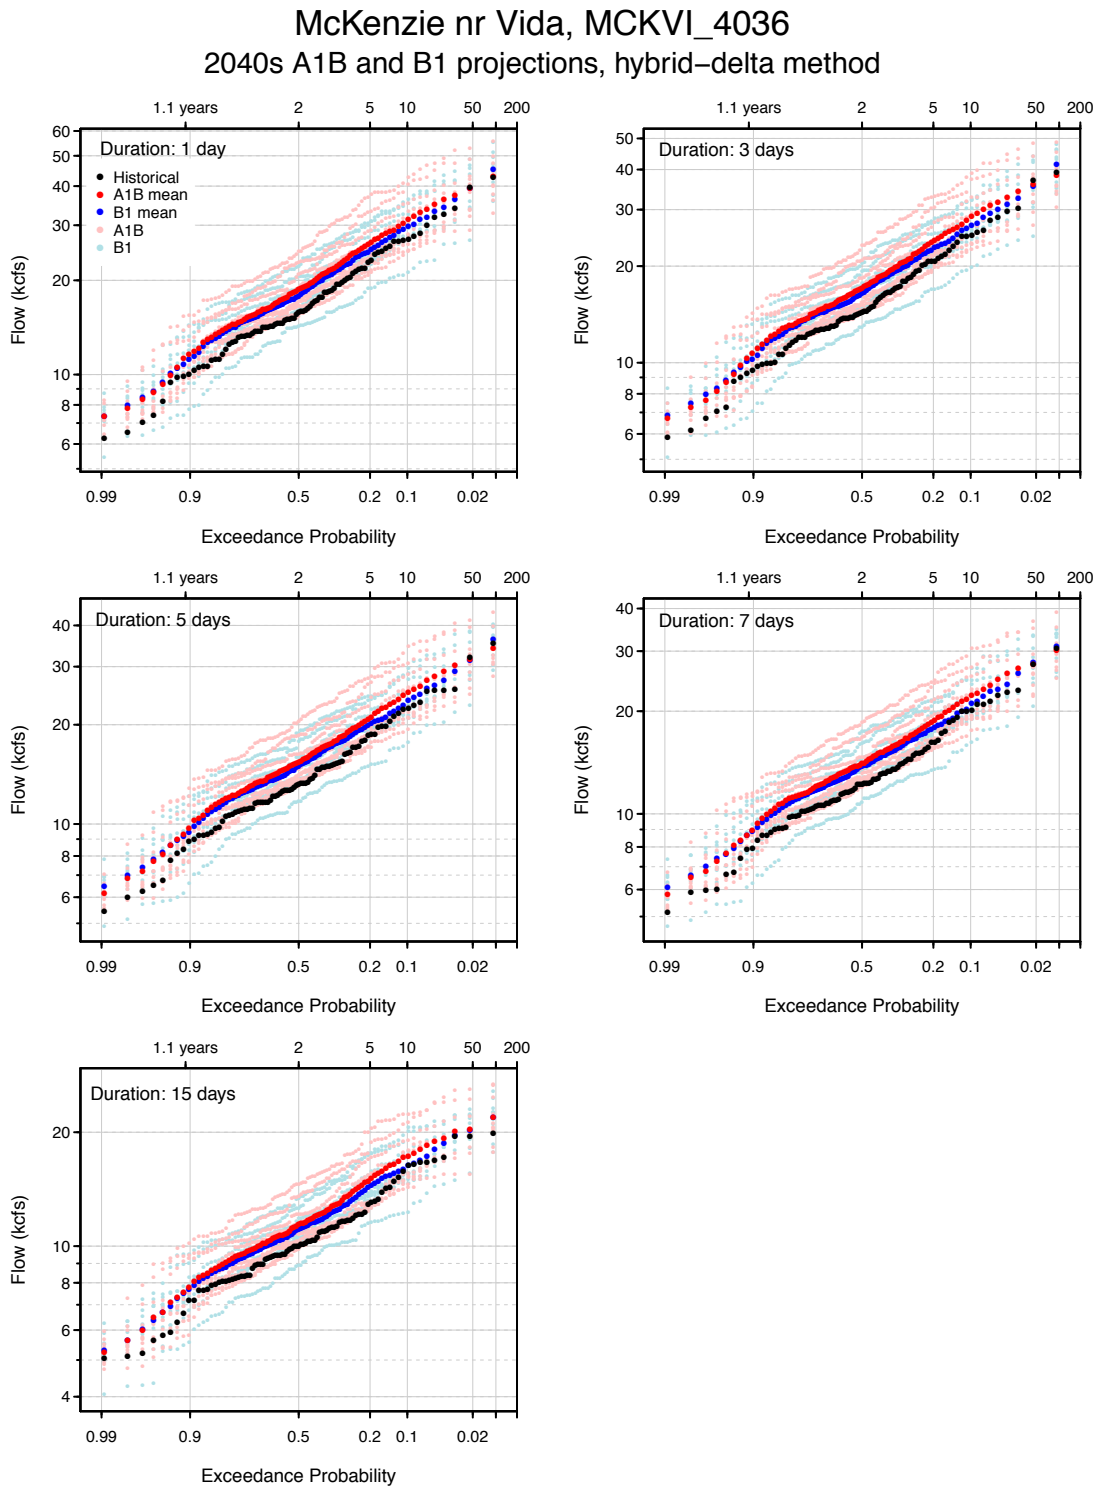 McKenzie nr Vida, MCKVI_4036
2040s A1B and B1 projections, hybrid−delta method
1.1 years 2 5 10 50 200
Duration: 1 day
Historical
A1B mean
B1 mean
A1B
B1
60
50
40
30
20
10
8
6
Flow (kcfs)
0.99 0.9 0.5 0.2 0.1 0.02
Exceedance Probability
1.1 years 2 5 10 50 200
Duration: 3 days
50
40
30
20
10
8
6
Flow (kcfs)
0.99 0.9 0.5 0.2 0.1 0.02
Exceedance Probability
1.1 years 2 5 10 50 200
Duration: 5 days
40
30
20
10
8
6
Flow (kcfs)
0.99 0.9 0.5 0.2 0.1 0.02
Exceedance Probability
1.1 years 2 5 10 50 200
Duration: 7 days
40
30
20
10
8
6
Flow (kcfs)
0.99 0.9 0.5 0.2 0.1 0.02
Exceedance Probability
1.1 years 2 5 10 50 200
Duration: 15 days
20
10
8
6
4
Flow (kcfs)
0.99 0.9 0.5 0.2 0.1 0.02
Exceedance Probability